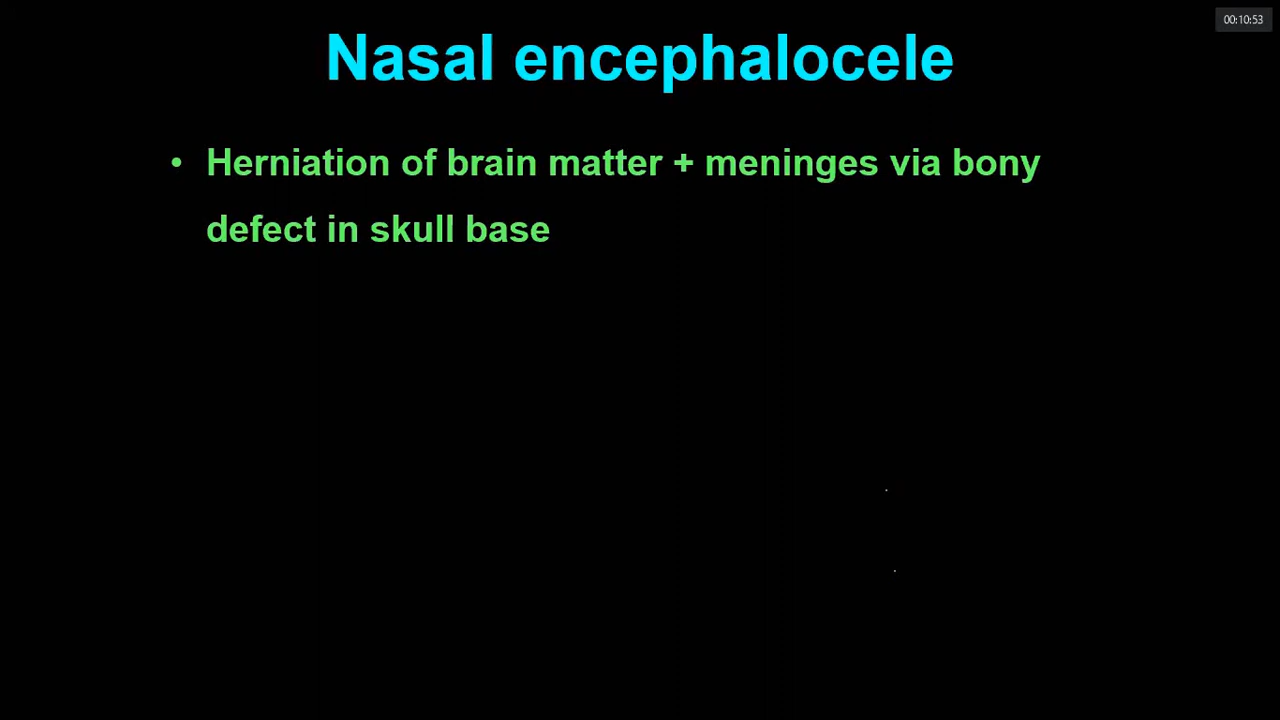 00:10:53
Nasal encephalocele
• Herniation of brain matter + meninges via bony
defect in skull base